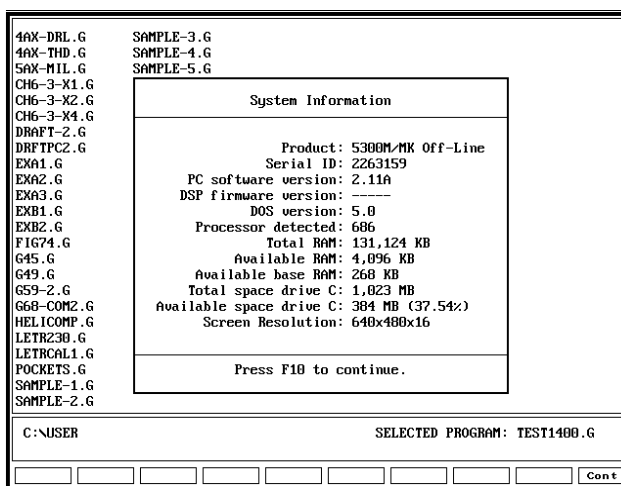 4AX-DRL.G SAMPLE-3.G
4AX-THD.G SAMPLE-4.G
5AX-MIL.G SAMPLE-5.G
CH6-3-X1.G
CH6-3-X2.G
CH6-3-X4.G
DRAFT-2.G
DRFTPC2.G
EXA1.G
EXA2.G
EXA3.G
EXB1.G
EXB2.G
FIG74.G
G45.G
G49.G
G59-2.G
G68-COM2.G
HELICOMP.G
LETR230.G
LETRCAL1.G
POCKETS.G
SAMPLE-1.G
SAMPLE-2.G
System Information
Product: 5300M/MK Off-Line
Serial ID: 2263159
PC software version: 2.11A
DSP firmware version: -----
DOS version: 5.0
Processor detected: 686
Total RAM: 131,124 KB
Available RAM: 4,096 KB
Available base RAM: 268 KB
Total space drive C: 1,023 MB
Available space drive C: 384 MB (37.54%)
Screen Resolution: 640x480x16
Press F10 to continue.
C:\USER SELECTED PROGRAM: TEST1400.G
Cont